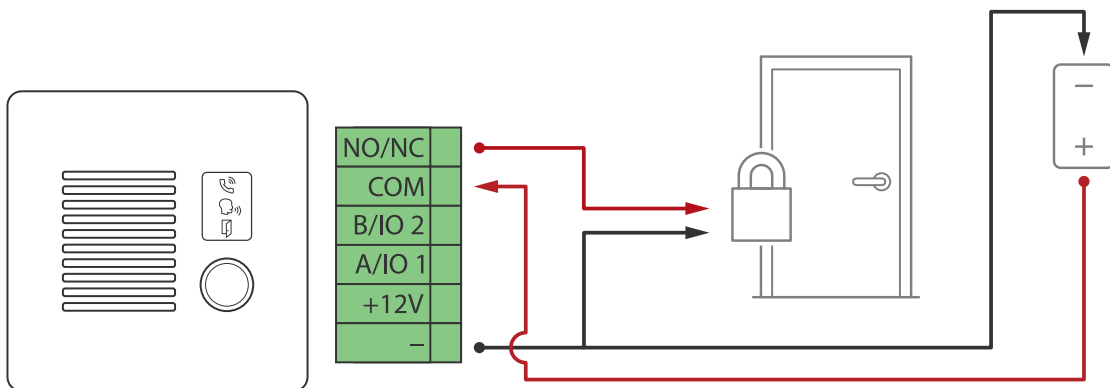 NO/NC
COM
B/IO 2
A/IO 1
+12V
–
–
+